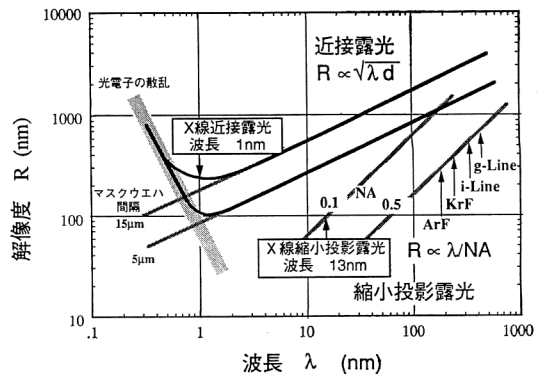 10000
1000
100
10
解像度 R (nm)
近接露光
R ∝ √λd
光電子の散乱
X線近接露光
波長 1nm
マスクウエハ
間隔
15μm
5μm
0.1
NA
0.5
g-Line
i-Line
KrF
ArF
X線縮小投影露光
波長 13nm
R ∝ λ/NA
縮小投影露光
.1
1
10
100
1000
波長 λ (nm)